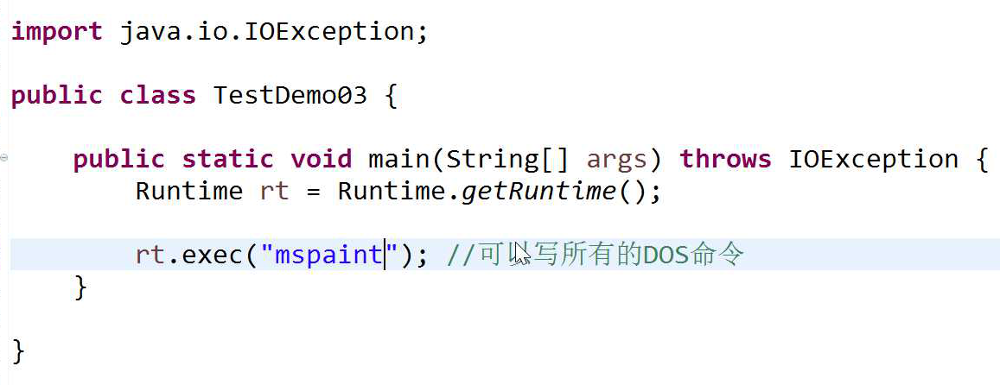 import java.io.IOException;
public class TestDemo03 {
public static void main(String[] args) throws IOException {
Runtime rt = Runtime.getRuntime();
rt.exec("mspaint"); //可以写所有的DOS命令
}
}